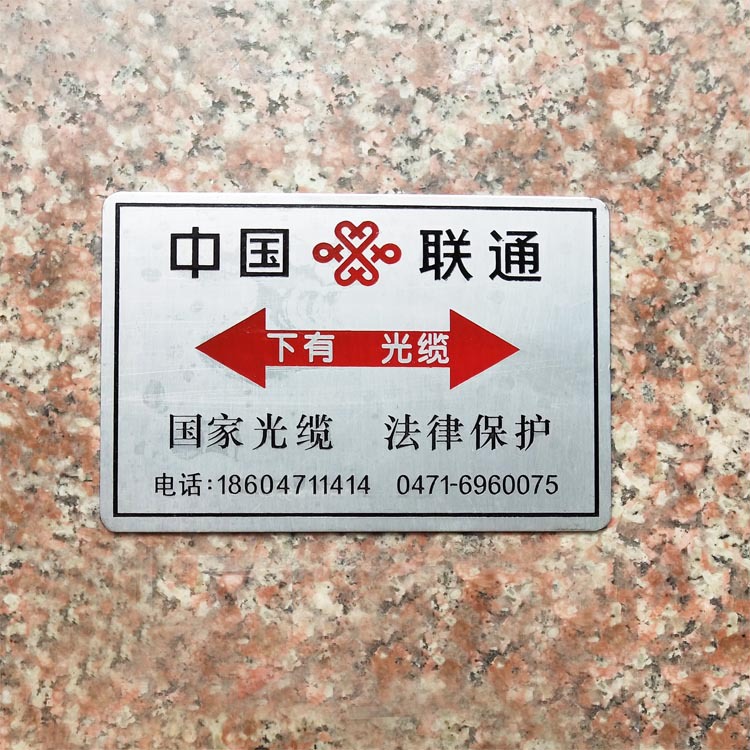 中国 联通
下有 光缆
国家光缆 法律保护
电话:18604711414 0471-6960075